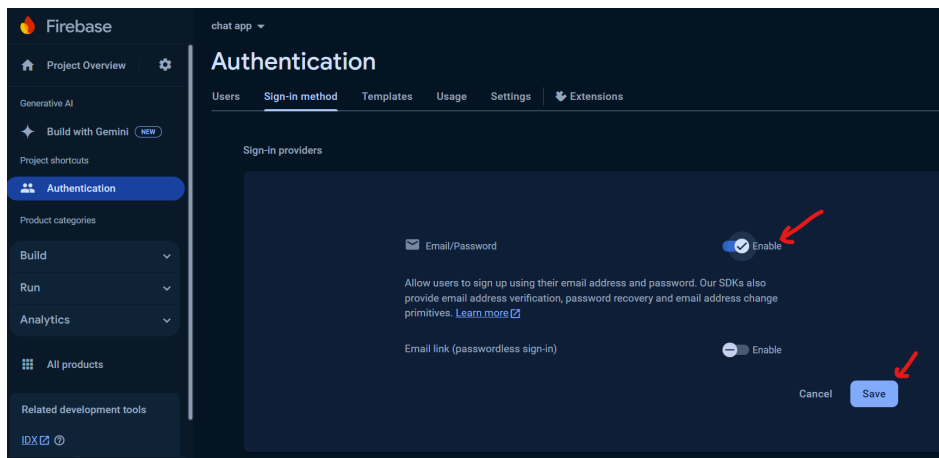 Firebase
Project Overview
Generative AI
Build with Gemini NEW
Project shortcuts
Authentication
Product categories
Build
Run
Analytics
All products
Related development tools
IDX
chat app
Authentication
Users Sign-in method Templates Usage Settings Extensions
Sign-in providers
Email/Password Enable
Allow users to sign up using their email address and password. Our SDKs also
provide email address verification, password recovery and email address change
primitives. Learn more
Email link (passwordless sign-in) Enable
Cancel Save